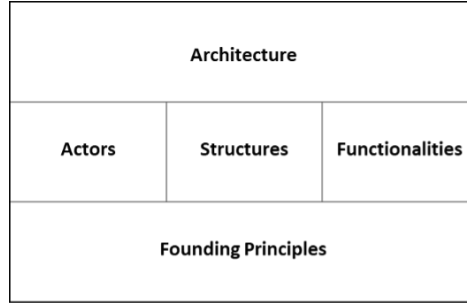 Architecture
Actors
Structures
Functionalities
Founding Principles